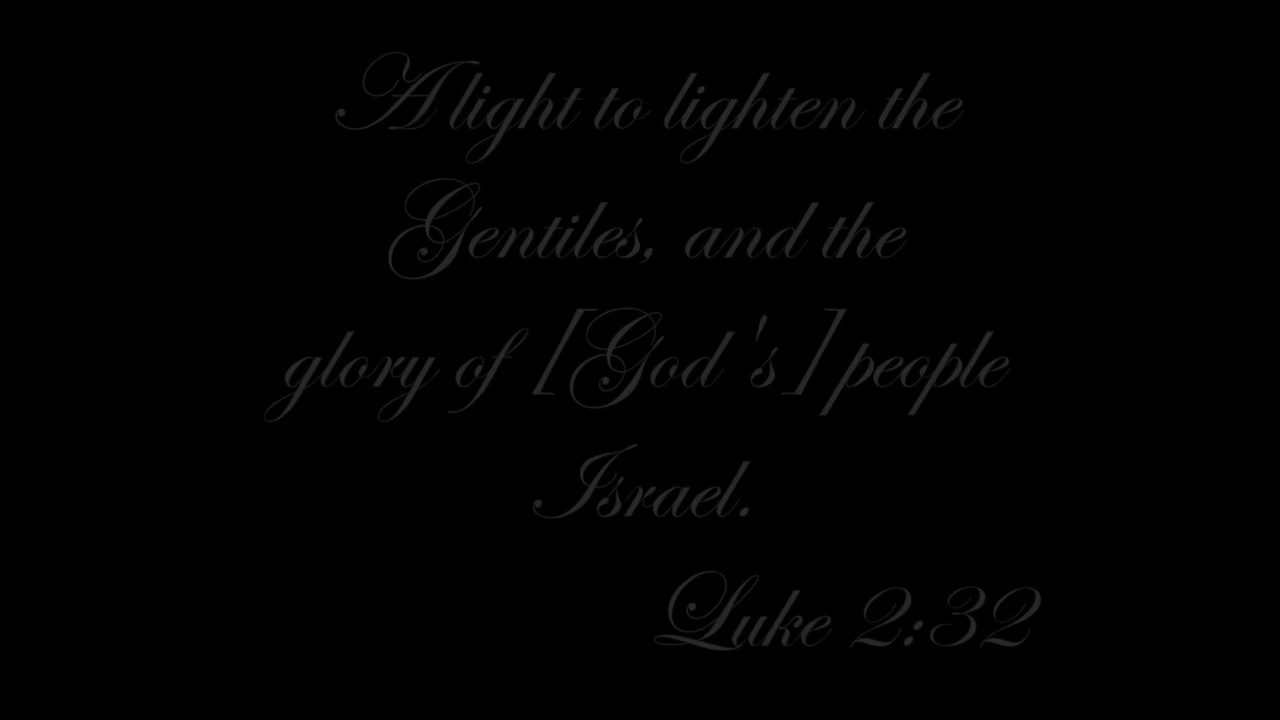 A light to lighten the
Gentiles, and the
glory of [God's] people
Israel.
Luke 2:32